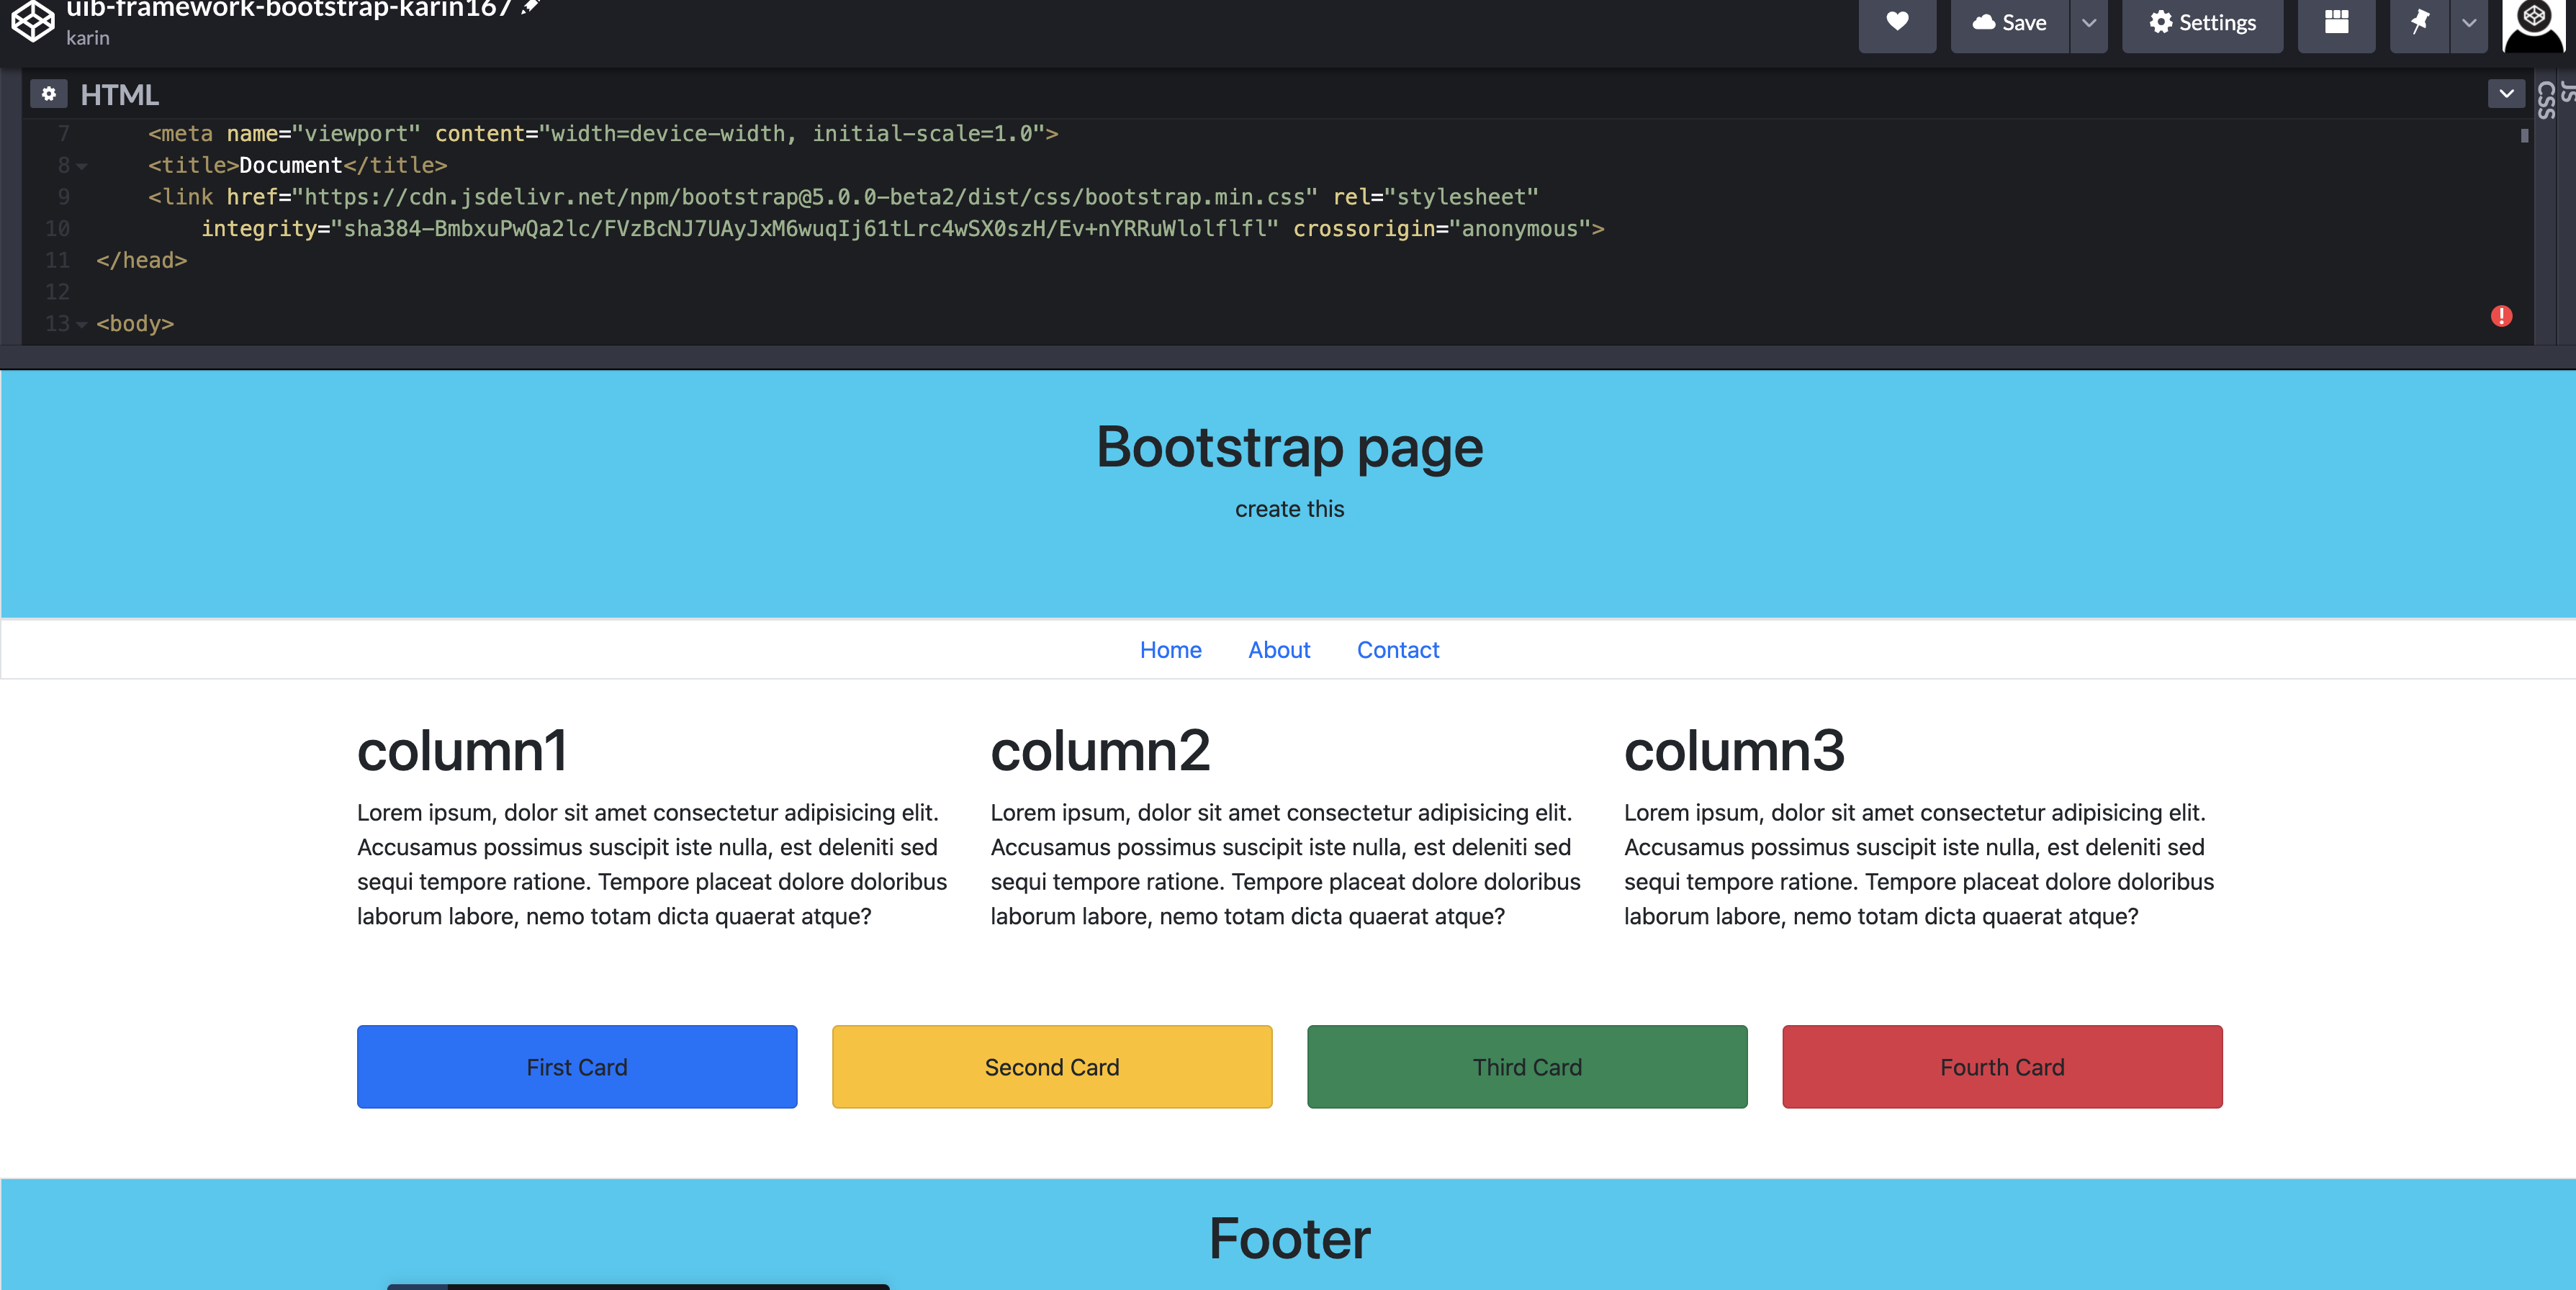 uib-framework-bootstrap-karin167
karin
Save
Settings
HTML
CSS
JS
7 <meta name="viewport" content="width=device-width, initial-scale=1.0">
8 <title>Document</title>
9 <link href="https://cdn.jsdelivr.net/npm/bootstrap@5.0.0-beta2/dist/css/bootstrap.min.css" rel="stylesheet"
10 integrity="sha384-BmbxuPwQa2lc/FVzBcNJ7UAyJxM6wuqIj61tLrc4wSX0szH/Ev+nYRRuWlolflfl" crossorigin="anonymous">
11 </head>
12
13 <body>
Bootstrap page
create this
Home About Contact
column1
Lorem ipsum, dolor sit amet consectetur adipisicing elit.
Accusamus possimus suscipit iste nulla, est deleniti sed
sequi tempore ratione. Tempore placeat dolore doloribus
laborum labore, nemo totam dicta quaerat atque?
column2
Lorem ipsum, dolor sit amet consectetur adipisicing elit.
Accusamus possimus suscipit iste nulla, est deleniti sed
sequi tempore ratione. Tempore placeat dolore doloribus
laborum labore, nemo totam dicta quaerat atque?
column3
Lorem ipsum, dolor sit amet consectetur adipisicing elit.
Accusamus possimus suscipit iste nulla, est deleniti sed
sequi tempore ratione. Tempore placeat dolore doloribus
laborum labore, nemo totam dicta quaerat atque?
First Card
Second Card
Third Card
Fourth Card
Footer